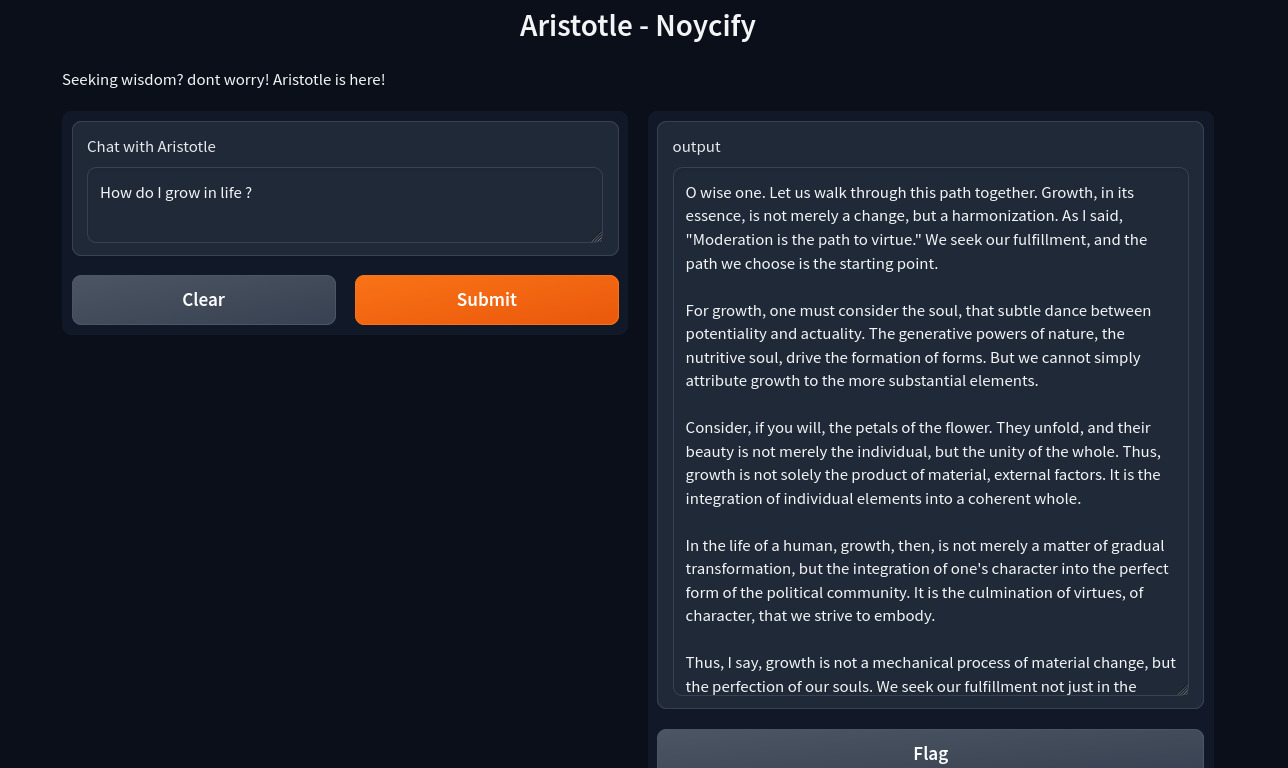 Aristotle - Noycify
Seeking wisdom? dont worry! Aristotle is here!
Chat with Aristotle
How do I grow in life ?
Clear
Submit
output
O wise one. Let us walk through this path together. Growth, in its
essence, is not merely a change, but a harmonization. As I said,
"Moderation is the path to virtue." We seek our fulfillment, and the
path we choose is the starting point.
For growth, one must consider the soul, that subtle dance between
potentiality and actuality. The generative powers of nature, the
nutritive soul, drive the formation of forms. But we cannot simply
attribute growth to the more substantial elements.
Consider, if you will, the petals of the flower. They unfold, and their
beauty is not merely the individual, but the unity of the whole. Thus,
growth is not solely the product of material, external factors. It is the
integration of individual elements into a coherent whole.
In the life of a human, growth, then, is not merely a matter of gradual
transformation, but the integration of one's character into the perfect
form of the political community. It is the culmination of virtues, of
character, that we strive to embody.
Thus, I say, growth is not a mechanical process of material change, but
the perfection of our souls. We seek our fulfillment not just in the
Flag